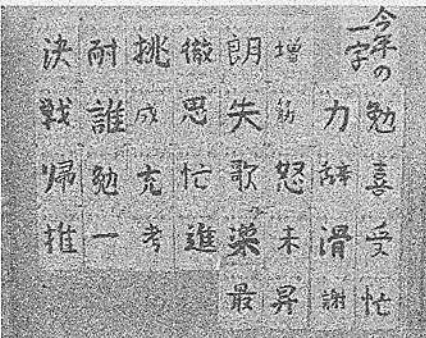 今年の
一字
勉喜受忙
力辞滑謝
増筋怒未昇
朗失歌楽最
思忙進
挑成充考
耐誰勉一
決戦帰推